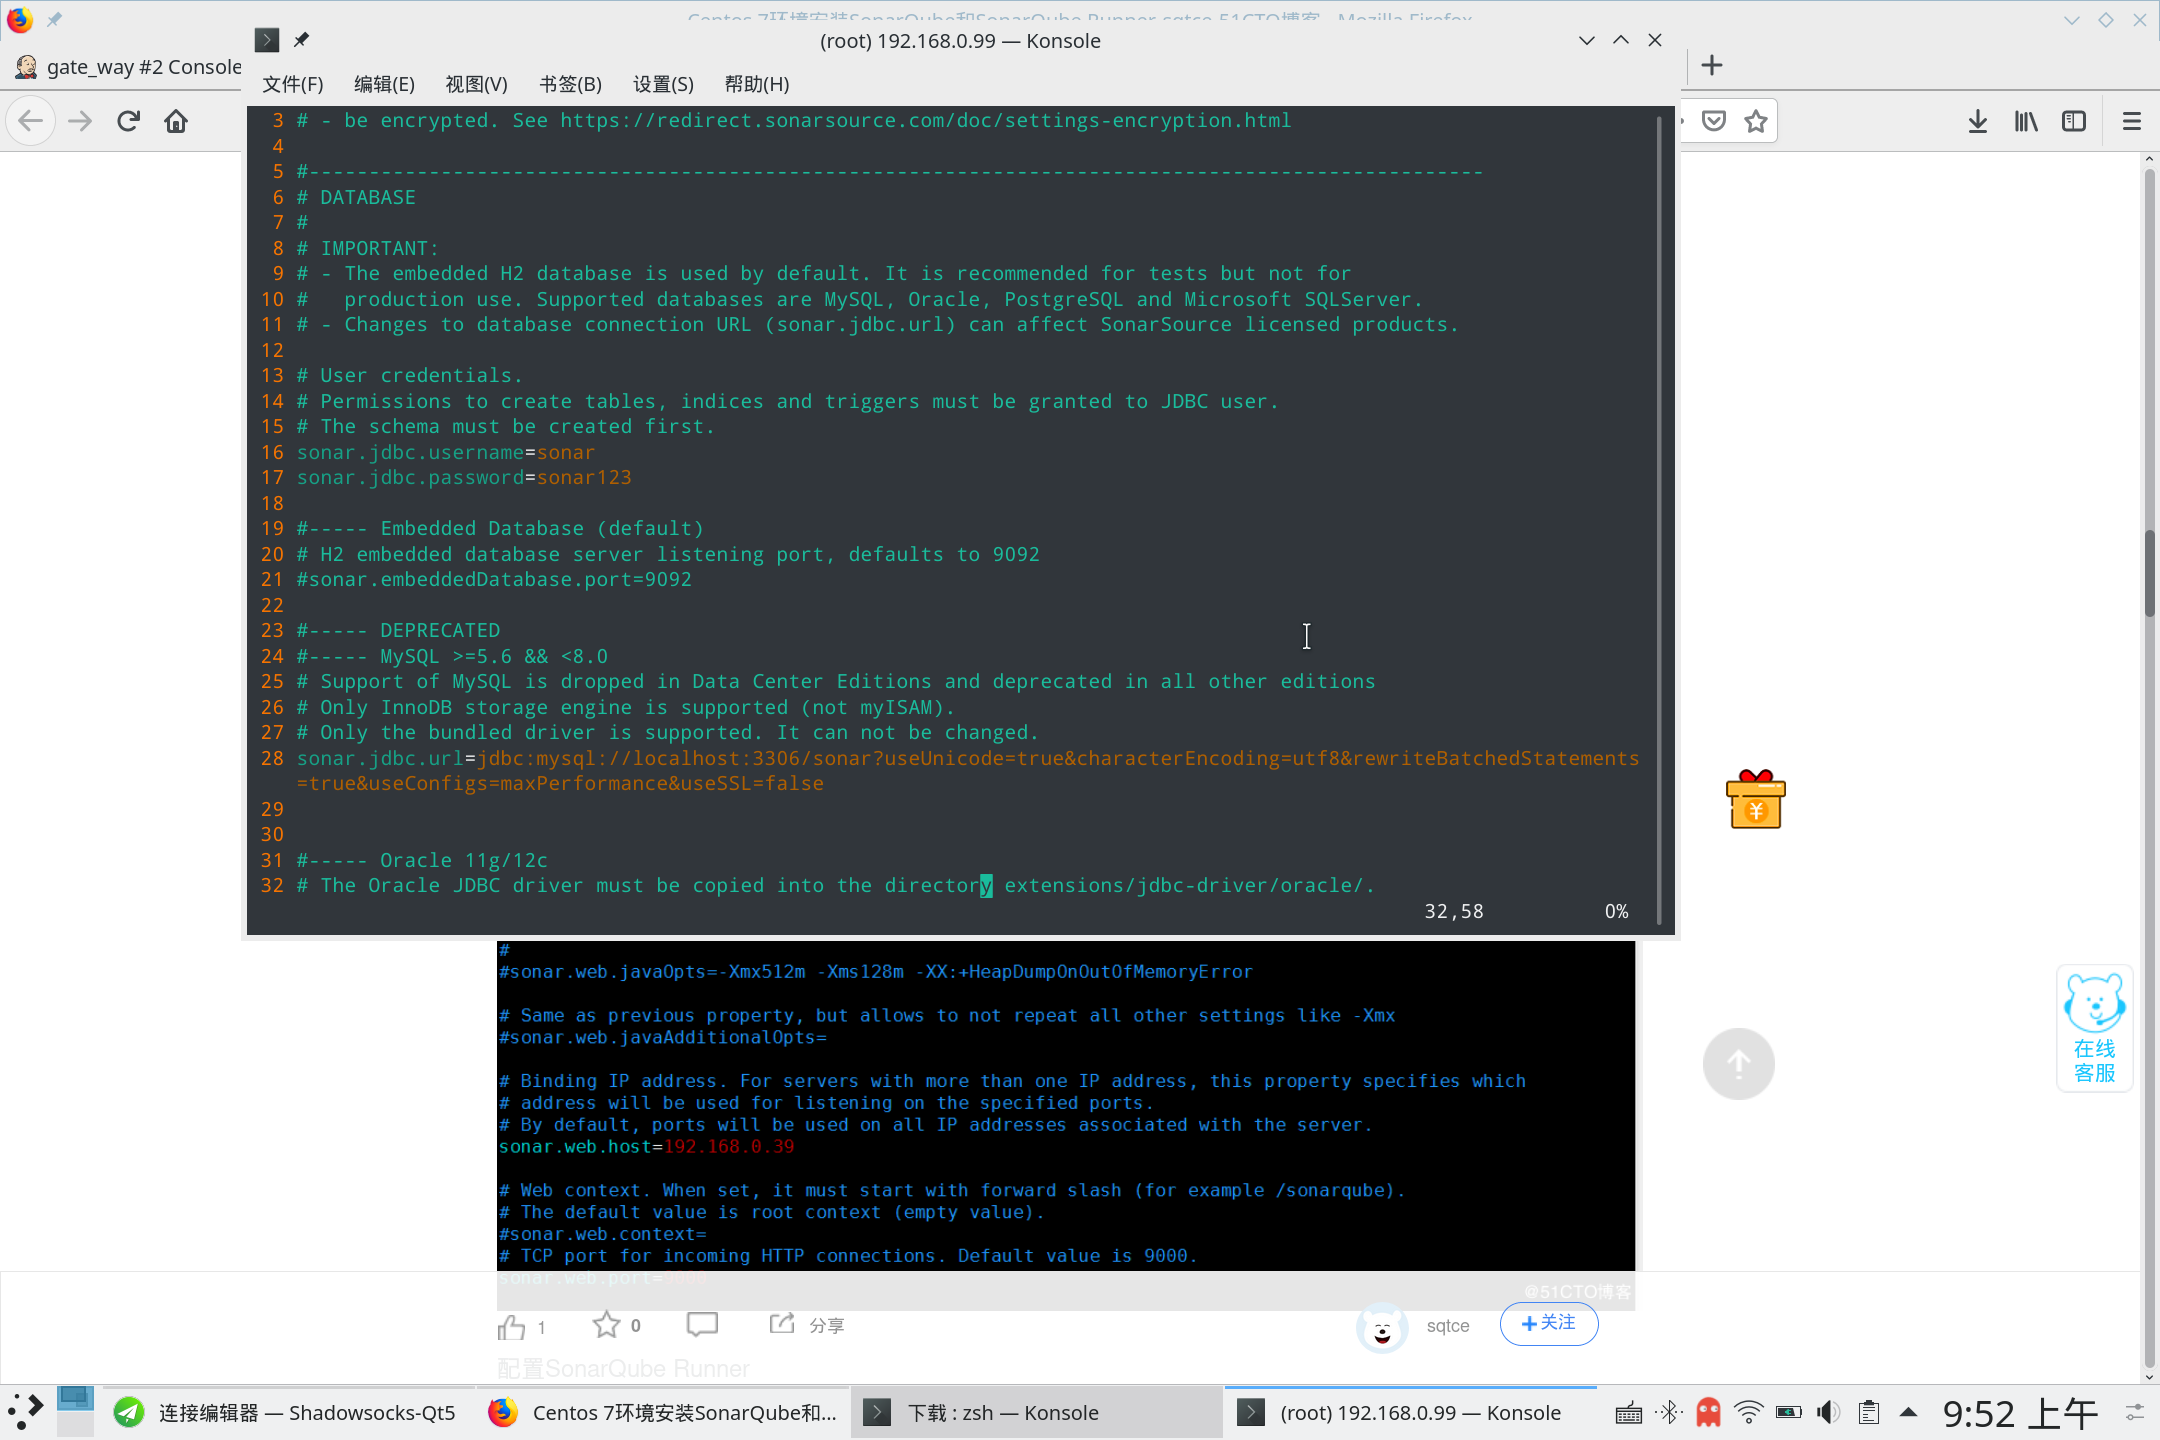 Centos 7环境安装SonarQube和SonarQube Runner-sqtce-51CTO博客 - Mozilla Firefox
(root) 192.168.0.99 — Konsole
gate_way #2 Console
文件(F) 编辑(E) 视图(V) 书签(B) 设置(S) 帮助(H)
3 # - be encrypted. See https://redirect.sonarsource.com/doc/settings-encryption.html
4
5 #--------------------------------------------------------------------------------------------------
6 # DATABASE
7 #
8 # IMPORTANT:
9 # - The embedded H2 database is used by default. It is recommended for tests but not for
10 #   production use. Supported databases are MySQL, Oracle, PostgreSQL and Microsoft SQLServer.
11 # - Changes to database connection URL (sonar.jdbc.url) can affect SonarSource licensed products.
12
13 # User credentials.
14 # Permissions to create tables, indices and triggers must be granted to JDBC user.
15 # The schema must be created first.
16 sonar.jdbc.username=sonar
17 sonar.jdbc.password=sonar123
18
19 #----- Embedded Database (default)
20 # H2 embedded database server listening port, defaults to 9092
21 #sonar.embeddedDatabase.port=9092
22
23 #----- DEPRECATED
24 #----- MySQL >=5.6 && <8.0
25 # Support of MySQL is dropped in Data Center Editions and deprecated in all other editions
26 # Only InnoDB storage engine is supported (not myISAM).
27 # Only the bundled driver is supported. It can not be changed.
28 sonar.jdbc.url=jdbc:mysql://localhost:3306/sonar?useUnicode=true&characterEncoding=utf8&rewriteBatchedStatements
=true&useConfigs=maxPerformance&useSSL=false
29
30
31 #----- Oracle 11g/12c
32 # The Oracle JDBC driver must be copied into the directory extensions/jdbc-driver/oracle/.
32,58 0%
#
#sonar.web.javaOpts=-Xmx512m -Xms128m -XX:+HeapDumpOnOutOfMemoryError
# Same as previous property, but allows to not repeat all other settings like -Xmx
#sonar.web.javaAdditionalOpts=
# Binding IP address. For servers with more than one IP address, this property specifies which
# address will be used for listening on the specified ports.
# By default, ports will be used on all IP addresses associated with the server.
sonar.web.host=192.168.0.39
# Web context. When set, it must start with forward slash (for example /sonarqube).
# The default value is root context (empty value).
#sonar.web.context=
# TCP port for incoming HTTP connections. Default value is 9000.
sonar.web.port=9000
@51CTO博客
在线
客服
1 0 分享 sqtce +关注
配置SonarQube Runner
连接编辑器 — Shadowsocks-Qt5 Centos 7环境安装SonarQube和... 下载 : zsh — Konsole (root) 192.168.0.99 — Konsole 9:52 上午